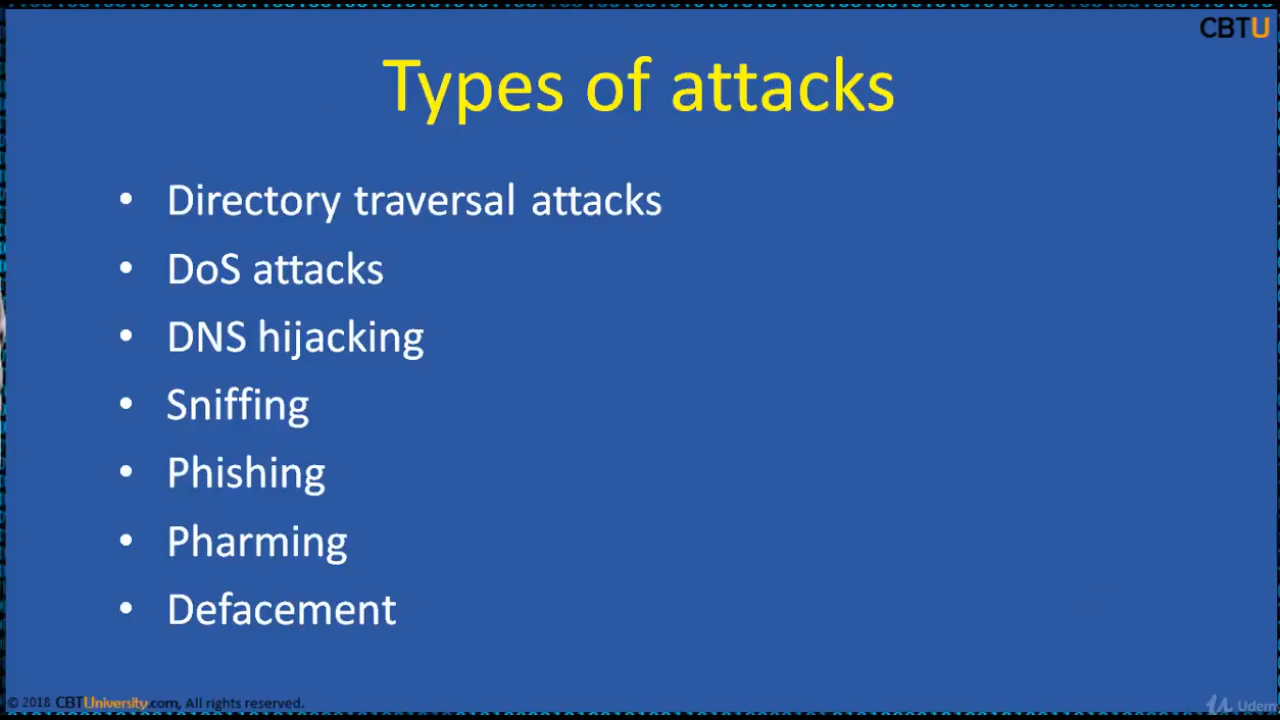 CBTU
Types of attacks
• Directory traversal attacks
• DoS attacks
• DNS hijacking
• Sniffing
• Phishing
• Pharming
• Defacement
© 2018 CBTUniversity.com, All rights reserved.